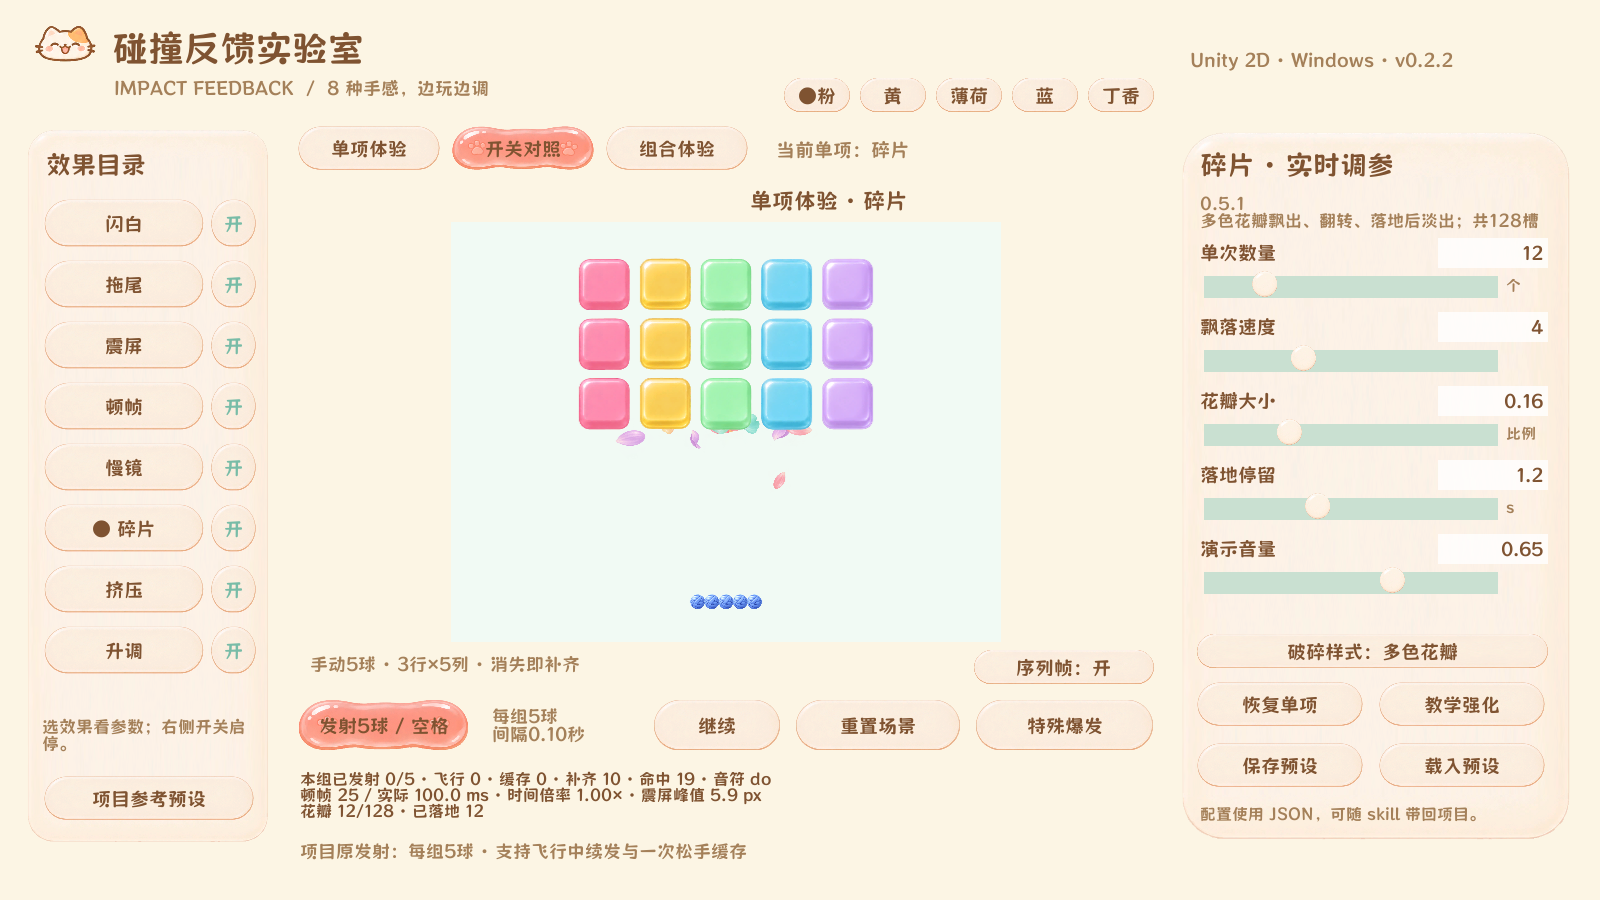 碰撞反馈实验室
IMPACT FEEDBACK / 8 种手感，边玩边调
Unity 2D · Windows · v0.2.2
●粉
黄
薄荷
蓝
丁香
效果目录
闪白
开
拖尾
开
震屏
开
顿帧
开
慢镜
开
● 碎片
开
挤压
开
升调
开
选效果看参数；右侧开关启
停。
项目参考预设
单项体验
开关对照
组合体验
当前单项：碎片
单项体验 · 碎片
手动5球 · 3行×5列 · 消失即补齐
序列帧：开
发射5球 / 空格
每组5球
间隔0.10秒
继续
重置场景
特殊爆发
本组已发射 0/5 · 飞行 0 · 缓存 0 · 补齐 10 · 命中 19 · 音符 do
顿帧 25 / 实际 100.0 ms · 时间倍率 1.00× · 震屏峰值 5.9 px
花瓣 12/128 · 已落地 12
项目原发射：每组5球 · 支持飞行中续发与一次松手缓存
碎片 · 实时调参
0.5.1
多色花瓣飘出、翻转、落地后淡出；共128槽
单次数量
12
个
飘落速度
4
花瓣大小
0.16
比例
落地停留
1.2
s
演示音量
0.65
破碎样式：多色花瓣
恢复单项
教学强化
保存预设
载入预设
配置使用 JSON，可随 skill 带回项目。